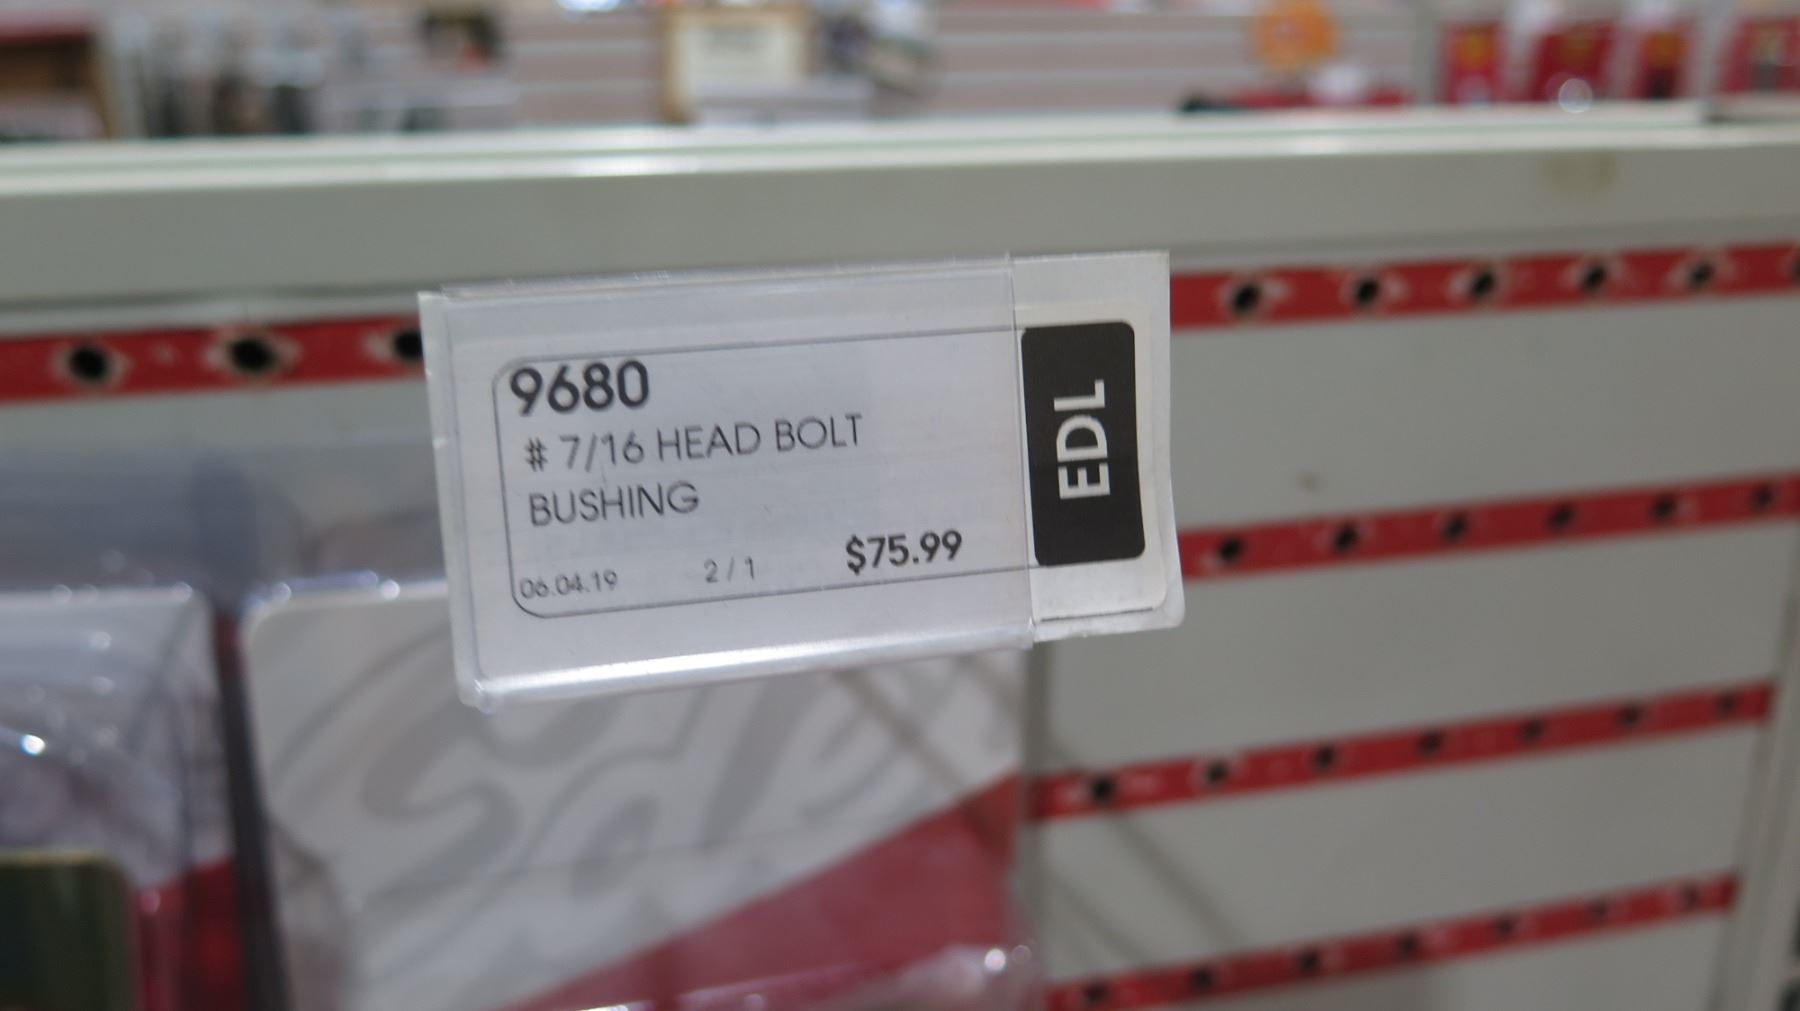 9680
# 7/16 HEAD BOLT
BUSHING
06.04.19 2/1 $75.99
EDL